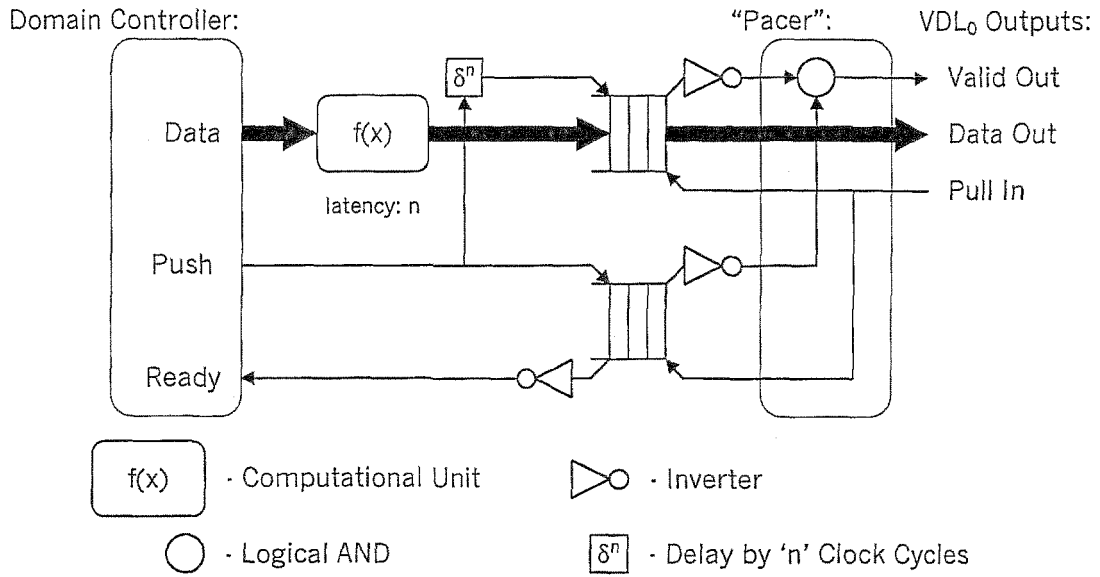 Domain Controller:
"Pacer":
VDL₀ Outputs:
δⁿ
Valid Out
Data
f(x)
Data Out
latency: n
Pull In
Push
Ready
f(x)
- Computational Unit
- Inverter
- Logical AND
δⁿ
- Delay by 'n' Clock Cycles